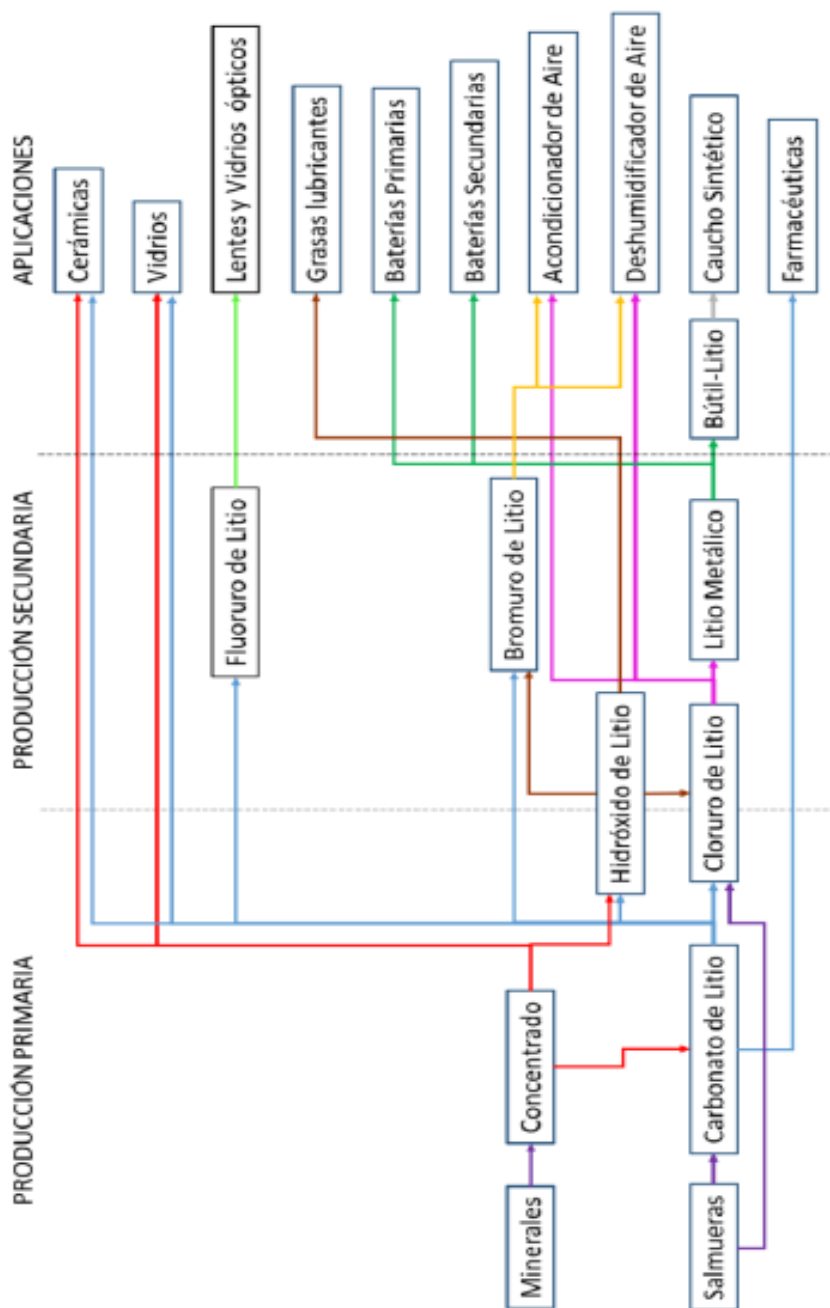 PRODUCCIÓN PRIMARIA
PRODUCCIÓN SECUNDARIA
APLICACIONES
Cerámicas
Vidrios
Fluoruro de Litio
Lentes y Vidrios ópticos
Grasas lubricantes
Baterías Primarias
Baterías Secundarias
Minerales
Concentrado
Bromuro de Litio
Acondicionador de Aire
Hidróxido de Litio
Deshumidificador de Aire
Salmueras
Carbonato de Litio
Cloruro de Litio
Litio Metálico
Bútil-Litio
Caucho Sintético
Farmacéuticas